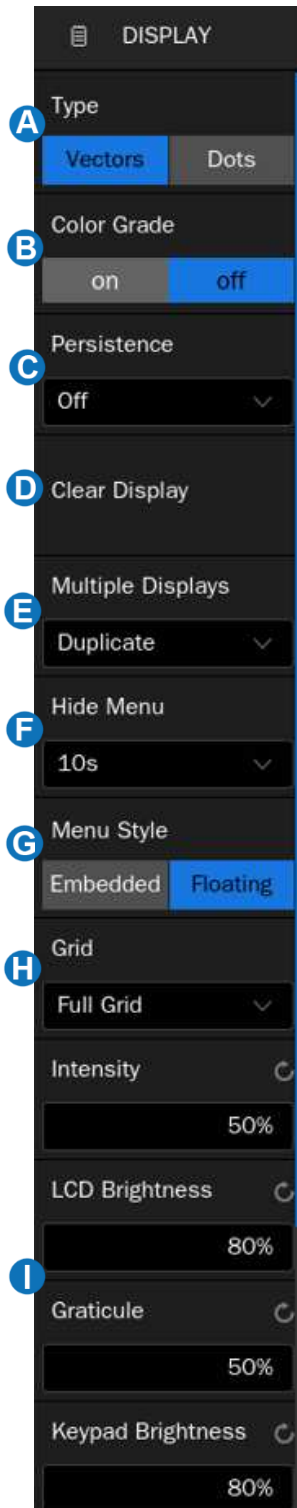 DISPLAY
A
Type
Vectors Dots
B
Color Grade
on off
C
Persistence
Off
D
Clear Display
E
Multiple Displays
Duplicate
F
Hide Menu
10s
G
Menu Style
Embedded Floating
H
Grid
Full Grid
Intensity
50%
LCD Brightness
80%
I
Graticule
50%
Keypad Brightness
80%